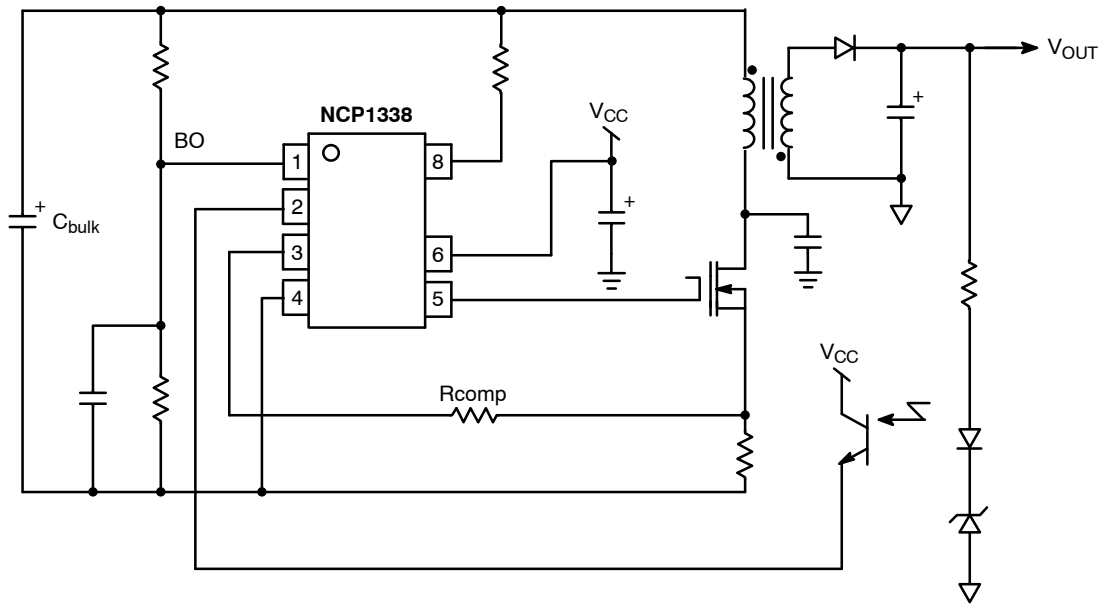 V_OUT
NCP1338
V_CC
BO
1
8
2
+
+
C_bulk
+
3
6
4
5
V_CC
Rcomp